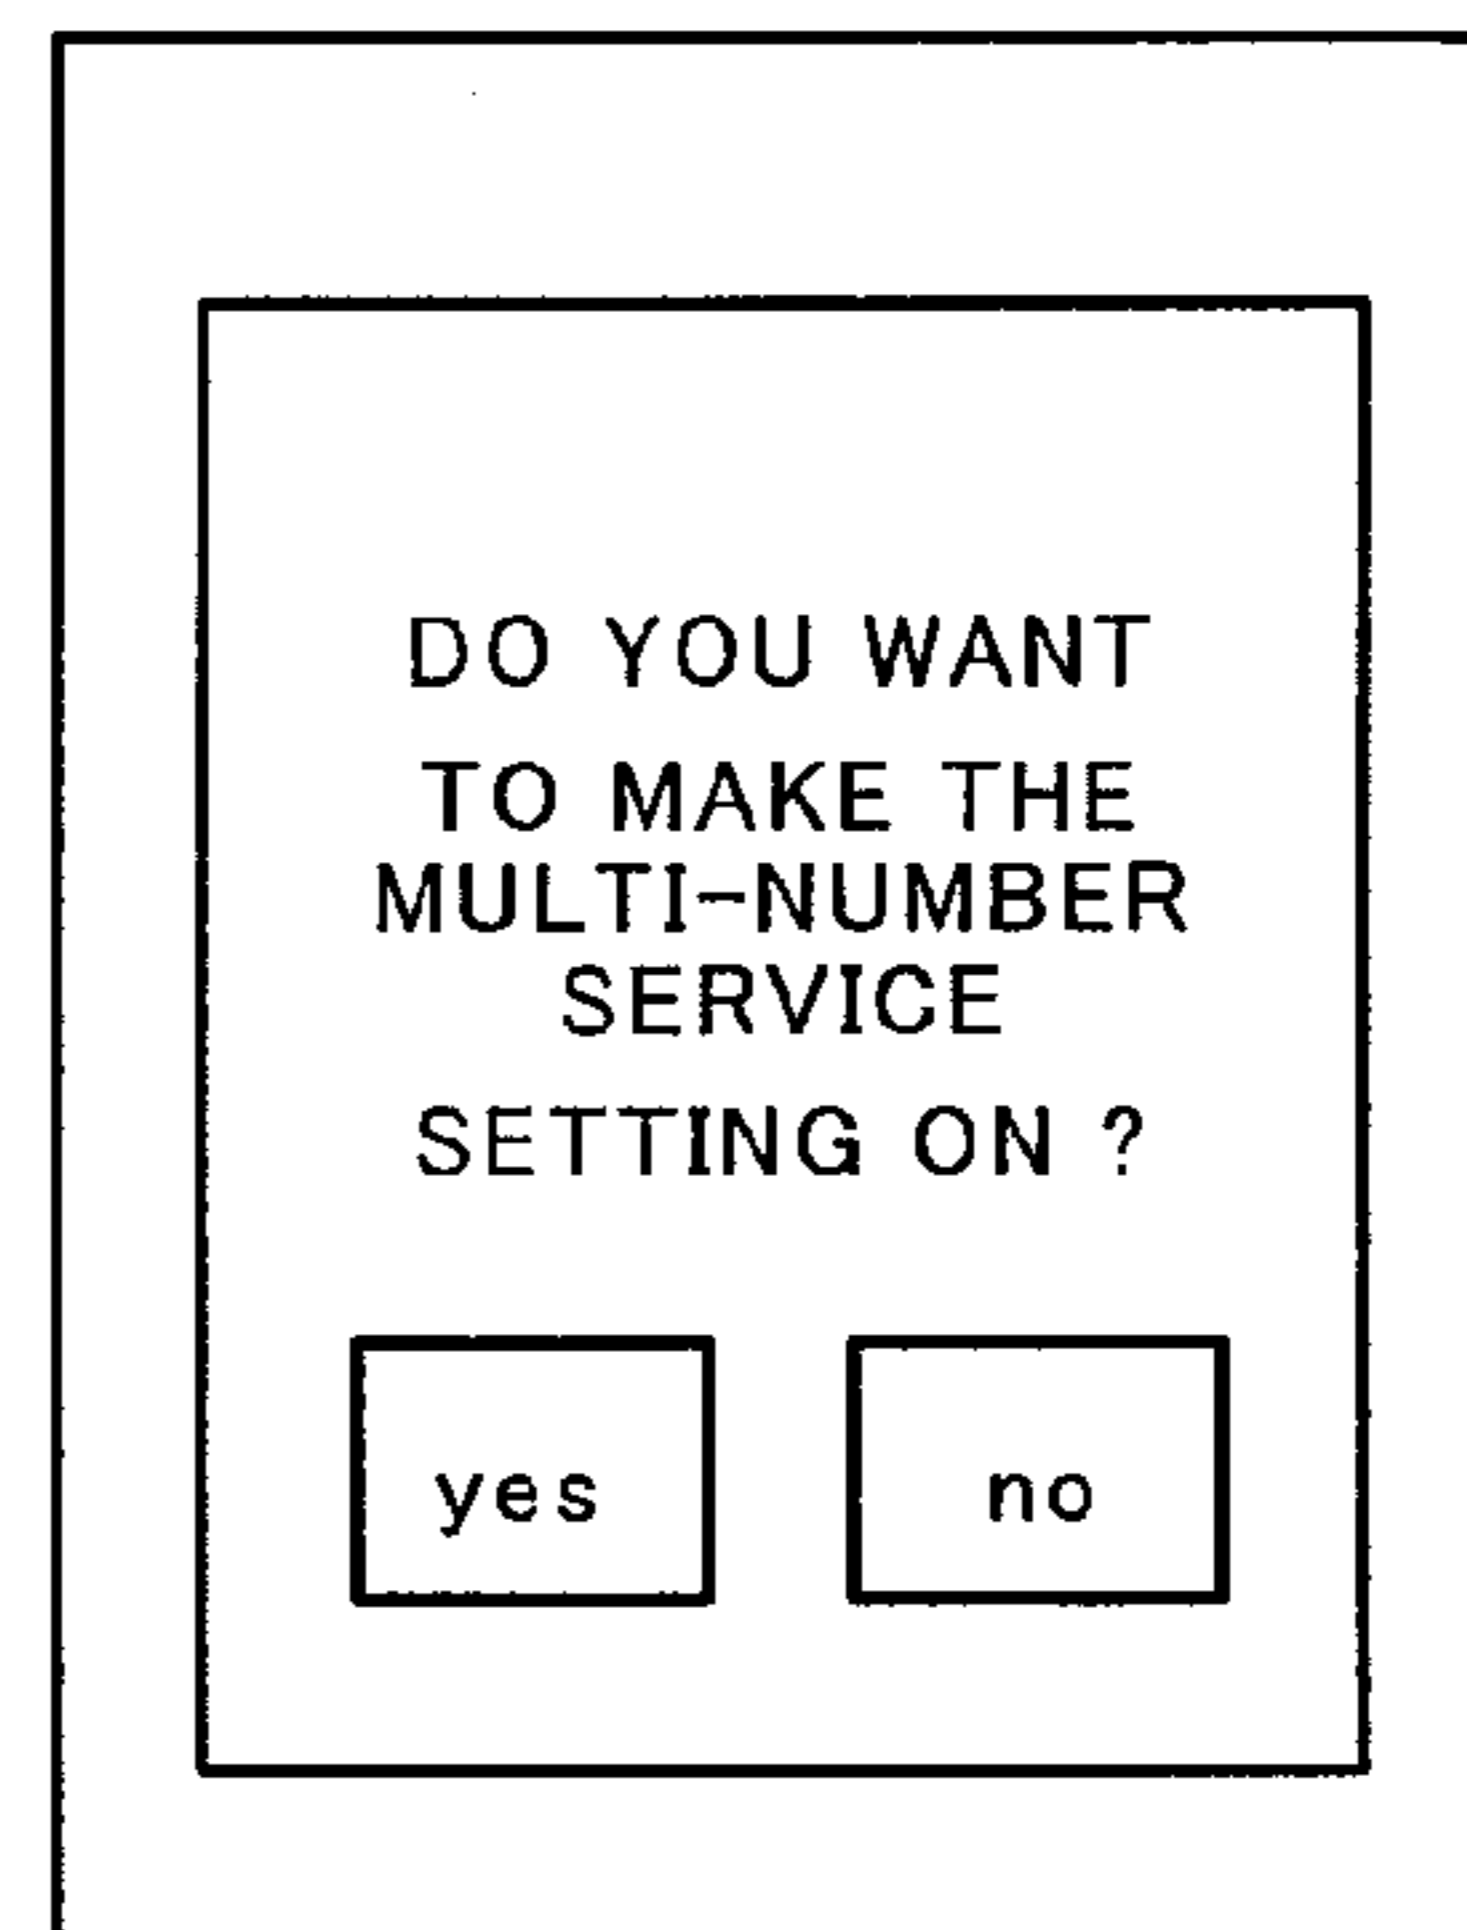 DO YOU WANT
TO MAKE THE
MULTI-NUMBER
SERVICE
SETTING ON ?
yes no